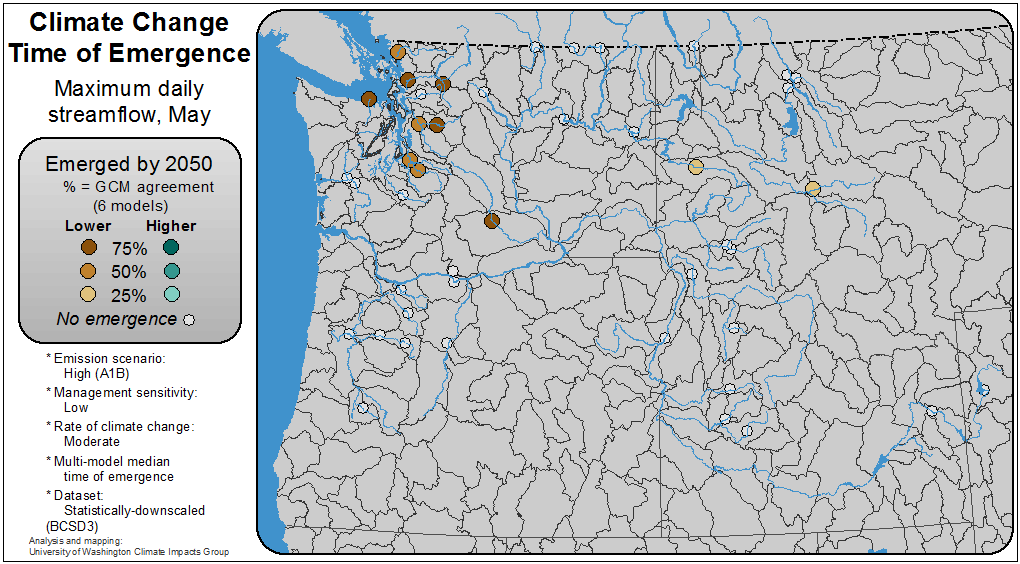 Climate Change
Time of Emergence
Maximum daily
streamflow, May
Emerged by 2050
% = GCM agreement
(6 models)
Lower Higher
75%
50%
25%
No emergence
* Emission scenario:
High (A1B)
* Management sensitivity:
Low
* Rate of climate change:
Moderate
* Multi-model median
time of emergence
* Dataset:
Statistically-downscaled
(BCSD3)
Analysis and mapping:
University of Washington Climate Impacts Group